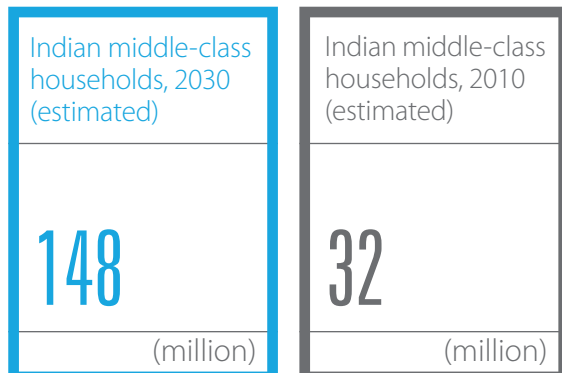 Indian middle-class
households, 2030
(estimated)
148
(million)
Indian middle-class
households, 2010
(estimated)
32
(million)